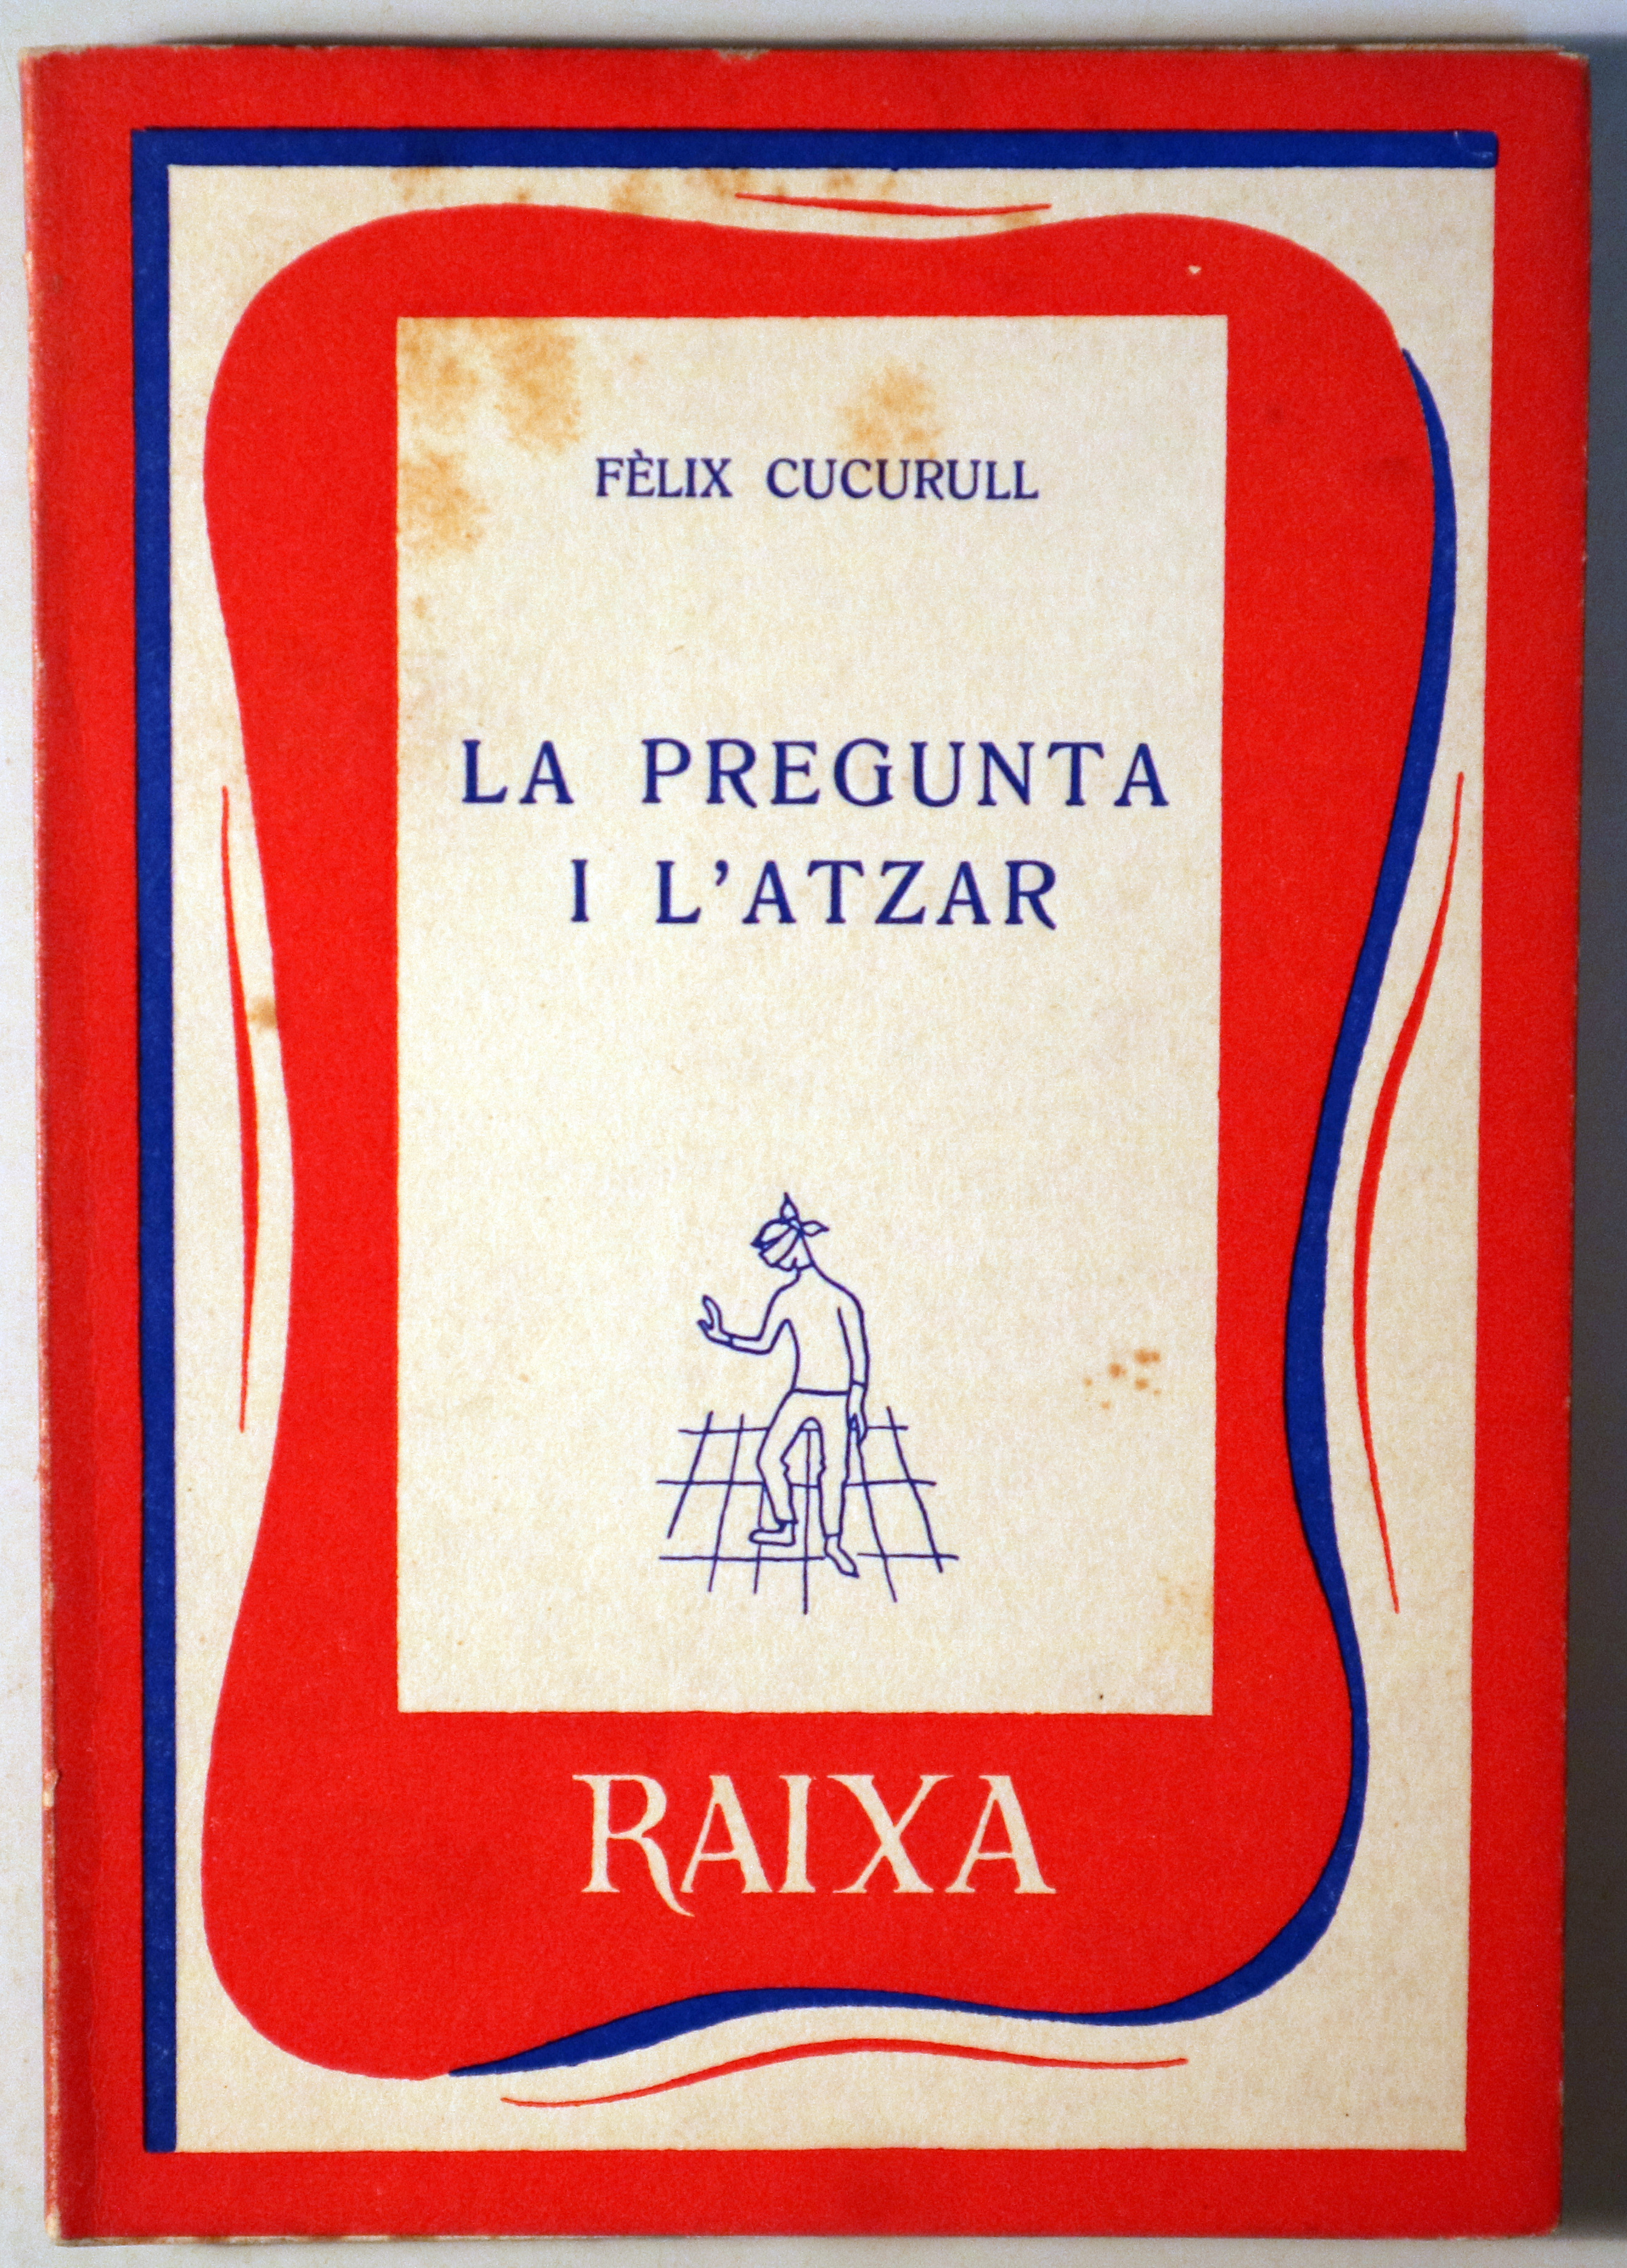 FÈLIX CUCURULL
LA PREGUNTA
I L'ATZAR
RAIXA